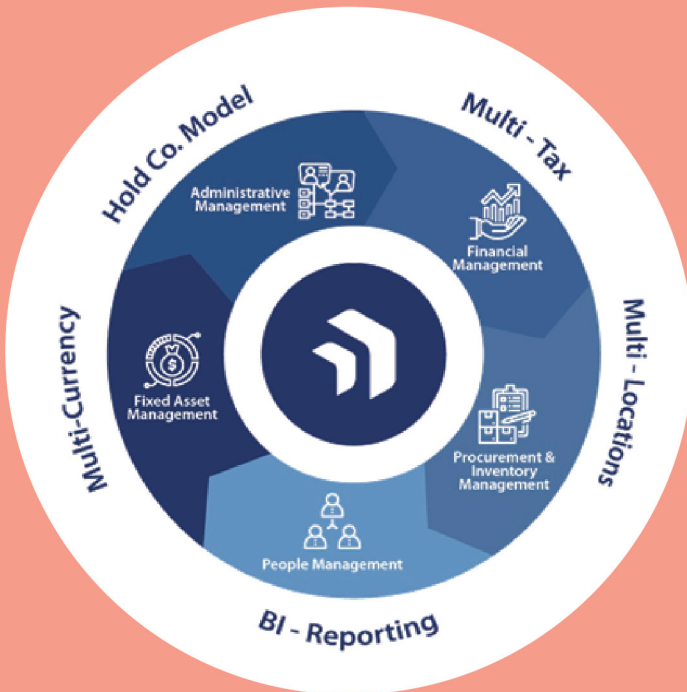 Hold Co. Model
Multi - Tax
Administrative
Management
Financial
Management
Multi-Currency
Multi - Locations
Fixed Asset
Management
Procurement &
Inventory
Management
People Management
BI - Reporting